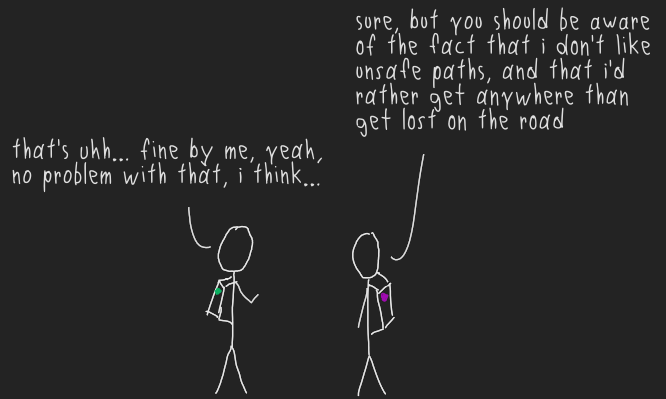 sure, but you should be aware
of the fact that i don't like
unsafe paths, and that i'd
rather get anywhere than
get lost on the road
that's uhh... fine by me, yeah,
no problem with that, i think...